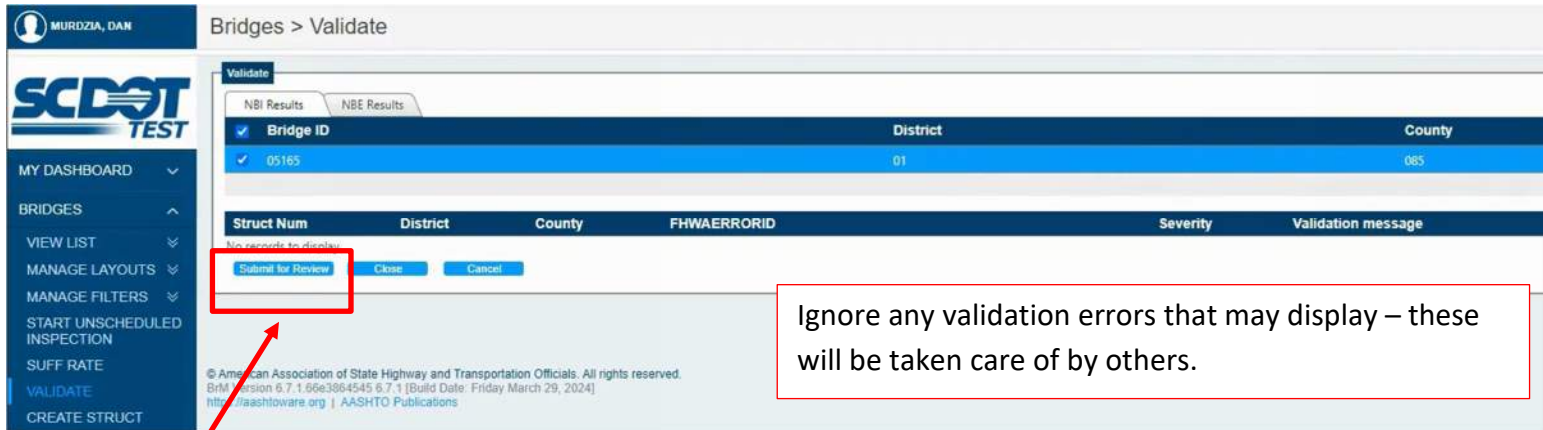 MURDZIA, DAN
Bridges > Validate
SCDOT
TEST
MY DASHBOARD
BRIDGES
VIEW LIST
MANAGE LAYOUTS
MANAGE FILTERS
START UNSCHEDULED
INSPECTION
SUFF RATE
VALIDATE
CREATE STRUCT
Validate
NBI Results NBE Results
Bridge ID District County
05165 01 085
Struct Num District County FHWAERRORID Severity Validation message
No records to display
Submit for Review Close Cancel
Ignore any validation errors that may display – these
will be taken care of by others.
© American Association of State Highway and Transportation Officials. All rights reserved.
BrM Version 6.7.1.66e3864545 6.7.1 [Build Date: Friday March 29, 2024]
https://aashtoware.org | AASHTO Publications